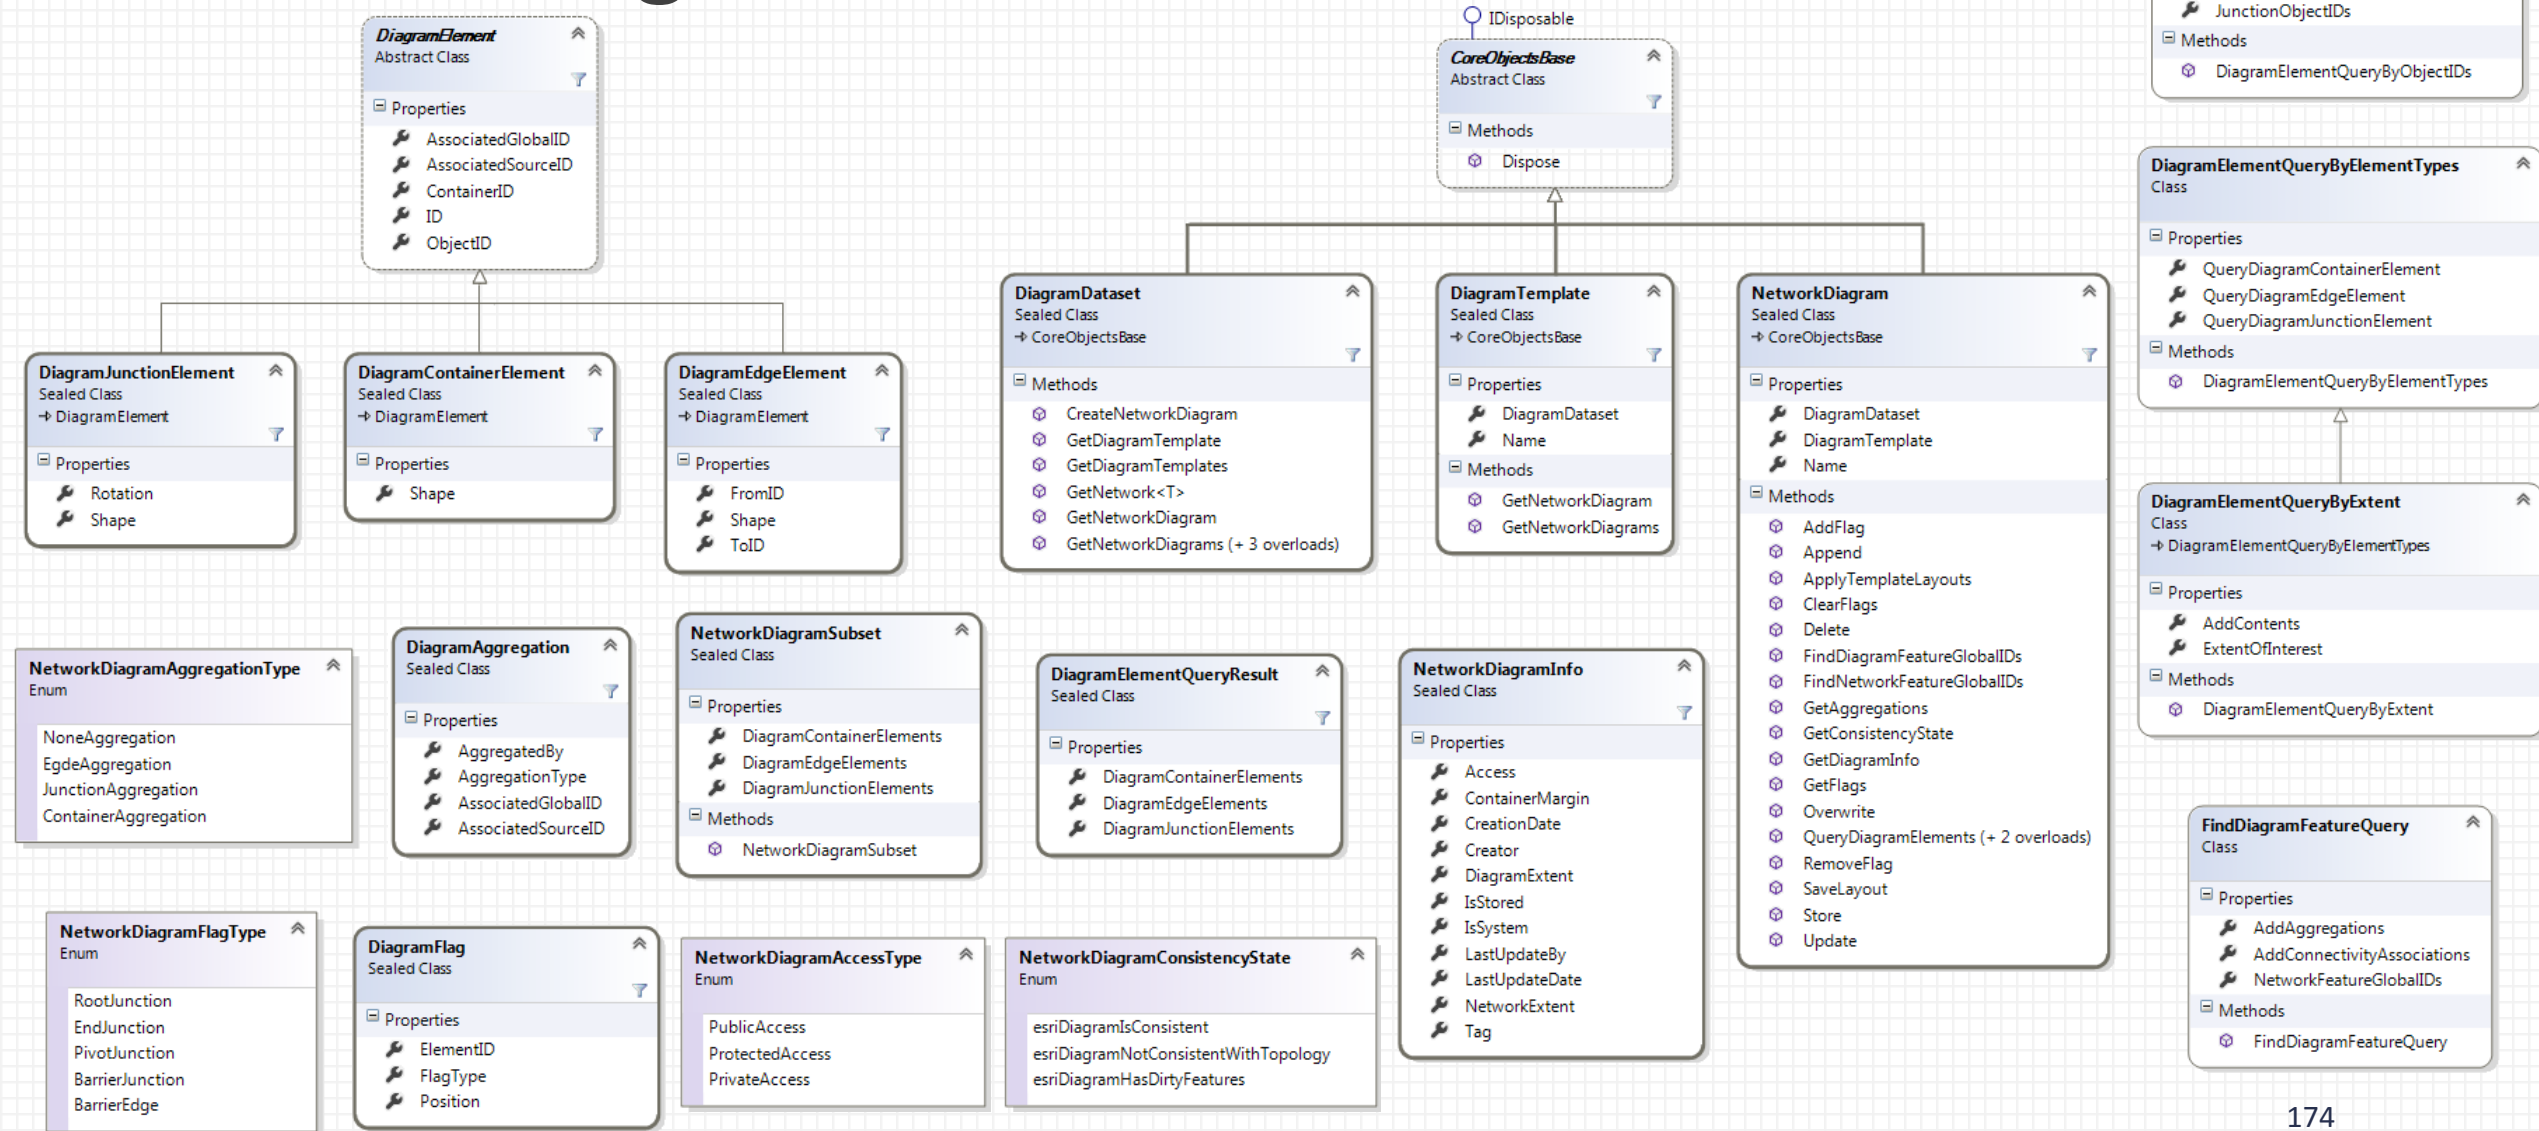 DiagramElement
Abstract Class
Properties
AssociatedGlobalID
AssociatedSourceID
ContainerID
ID
ObjectID
IDisposable
CoreObjectsBase
Abstract Class
Methods
Dispose
JunctionObjectIDs
Methods
DiagramElementQueryByObjectIDs
DiagramElementQueryByElementTypes
Class
Properties
QueryDiagramContainerElement
QueryDiagramEdgeElement
QueryDiagramJunctionElement
Methods
DiagramElementQueryByElementTypes
DiagramJunctionElement
Sealed Class
DiagramElement
Properties
Rotation
Shape
DiagramContainerElement
Sealed Class
DiagramElement
Properties
Shape
DiagramEdgeElement
Sealed Class
DiagramElement
Properties
FromID
Shape
ToID
DiagramDataset
Sealed Class
CoreObjectsBase
Methods
CreateNetworkDiagram
GetDiagramTemplate
GetDiagramTemplates
GetNetwork<T>
GetNetworkDiagram
GetNetworkDiagrams (+ 3 overloads)
DiagramTemplate
Sealed Class
CoreObjectsBase
Properties
DiagramDataset
Name
Methods
GetNetworkDiagram
GetNetworkDiagrams
NetworkDiagram
Sealed Class
CoreObjectsBase
Properties
DiagramDataset
DiagramTemplate
Name
Methods
AddFlag
Append
ApplyTemplateLayouts
ClearFlags
Delete
FindDiagramFeatureGlobalIDs
FindNetworkFeatureGlobalIDs
GetAggregations
GetConsistencyState
GetDiagramInfo
GetFlags
Overwrite
QueryDiagramElements (+ 2 overloads)
RemoveFlag
SaveLayout
Store
Update
DiagramElementQueryByExtent
Class
DiagramElementQueryByElementTypes
Properties
AddContents
ExtentOfInterest
Methods
DiagramElementQueryByExtent
NetworkDiagramAggregationType
Enum
NoneAggregation
EgdeAggregation
JunctionAggregation
ContainerAggregation
DiagramAggregation
Sealed Class
Properties
AggregatedBy
AggregationType
AssociatedGlobalID
AssociatedSourceID
NetworkDiagramSubset
Sealed Class
Properties
DiagramContainerElements
DiagramEdgeElements
DiagramJunctionElements
Methods
NetworkDiagramSubset
DiagramElementQueryResult
Sealed Class
Properties
DiagramContainerElements
DiagramEdgeElements
DiagramJunctionElements
NetworkDiagramInfo
Sealed Class
Properties
Access
ContainerMargin
CreationDate
Creator
DiagramExtent
IsStored
IsSystem
LastUpdateBy
LastUpdateDate
NetworkExtent
Tag
FindDiagramFeatureQuery
Class
Properties
AddAggregations
AddConnectivityAssociations
NetworkFeatureGlobalIDs
Methods
FindDiagramFeatureQuery
NetworkDiagramFlagType
Enum
RootJunction
EndJunction
PivotJunction
BarrierJunction
BarrierEdge
DiagramFlag
Sealed Class
Properties
ElementID
FlagType
Position
NetworkDiagramAccessType
Enum
PublicAccess
ProtectedAccess
PrivateAccess
NetworkDiagramConsistencyState
Enum
esriDiagramIsConsistent
esriDiagramNotConsistentWithTopology
esriDiagramHasDirtyFeatures
174